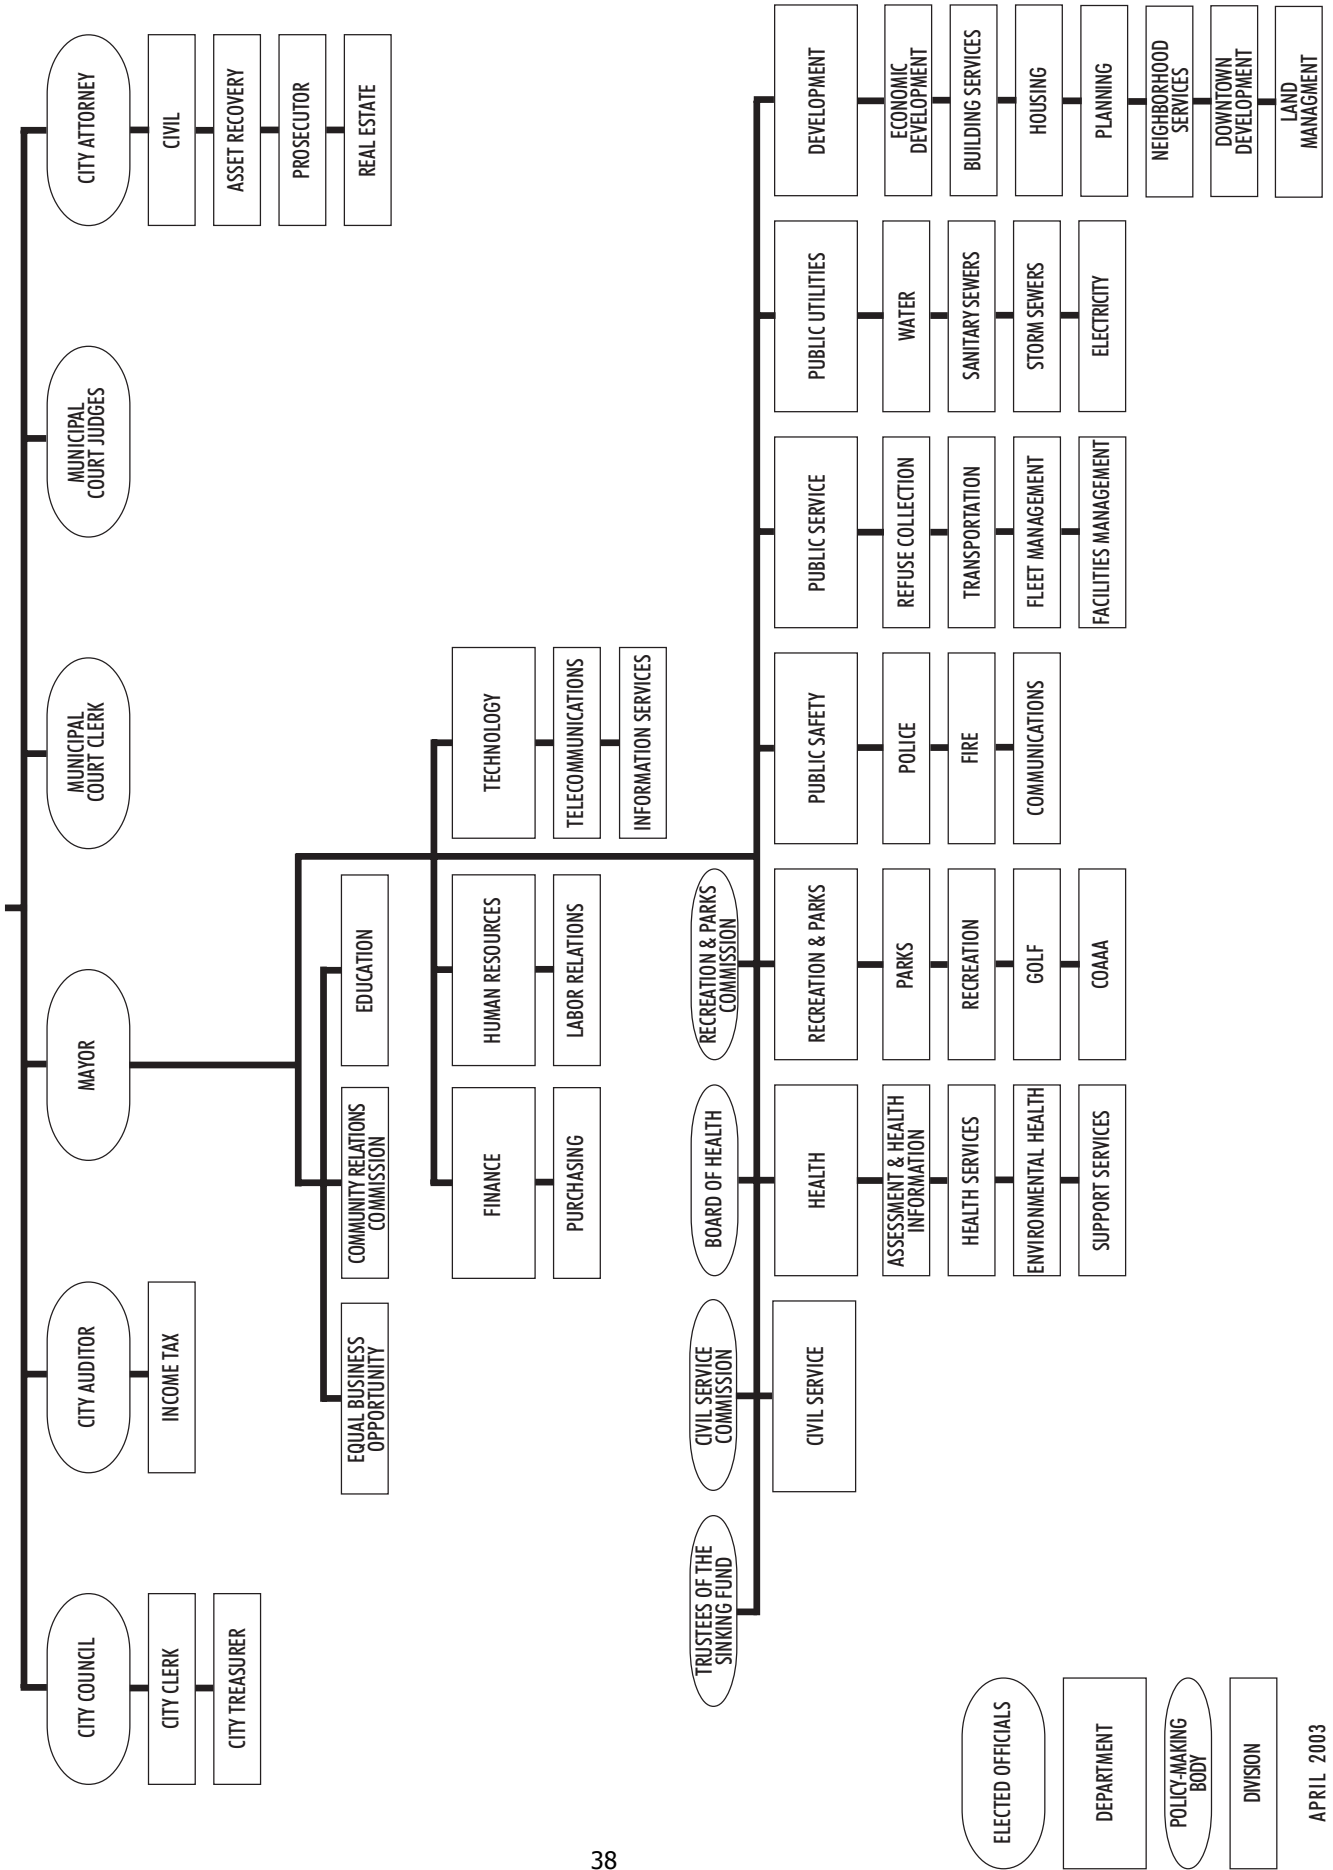 CITY COUNCIL
CITY CLERK
CITY TREASURER
CITY AUDITOR
INCOME TAX
MAYOR
MUNICIPAL
COURT CLERK
MUNICIPAL
COURT JUDGES
CITY ATTORNEY
CIVIL
ASSET RECOVERY
PROSECUTOR
REAL ESTATE
EQUAL BUSINESS
OPPORTUNITY
COMMUNITY RELATIONS
COMMISSION
EDUCATION
FINANCE
PURCHASING
HUMAN RESOURCES
LABOR RELATIONS
TECHNOLOGY
TELECOMMUNICATIONS
INFORMATION SERVICES
TRUSTEES OF THE
SINKING FUND
CIVIL SERVICE
COMMISSION
CIVIL SERVICE
BOARD OF HEALTH
HEALTH
ASSESSMENT & HEALTH
INFORMATION
HEALTH SERVICES
ENVIRONMENTAL HEALTH
SUPPORT SERVICES
RECREATION & PARKS
COMMISSION
RECREATION & PARKS
PARKS
RECREATION
GOLF
COAAA
PUBLIC SAFETY
POLICE
FIRE
COMMUNICATIONS
PUBLIC SERVICE
REFUSE COLLECTION
TRANSPORTATION
FLEET MANAGEMENT
FACILITIES MANAGEMENT
PUBLIC UTILITIES
WATER
SANITARY SEWERS
STORM SEWERS
ELECTRICITY
DEVELOPMENT
ECONOMIC
DEVELOPMENT
BUILDING SERVICES
HOUSING
PLANNING
NEIGHBORHOOD
SERVICES
DOWNTOWN
DEVELOPMENT
LAND
MANAGMENT
ELECTED OFFICIALS
DEPARTMENT
POLICY-MAKING
BODY
DIVISION
APRIL 2003
38